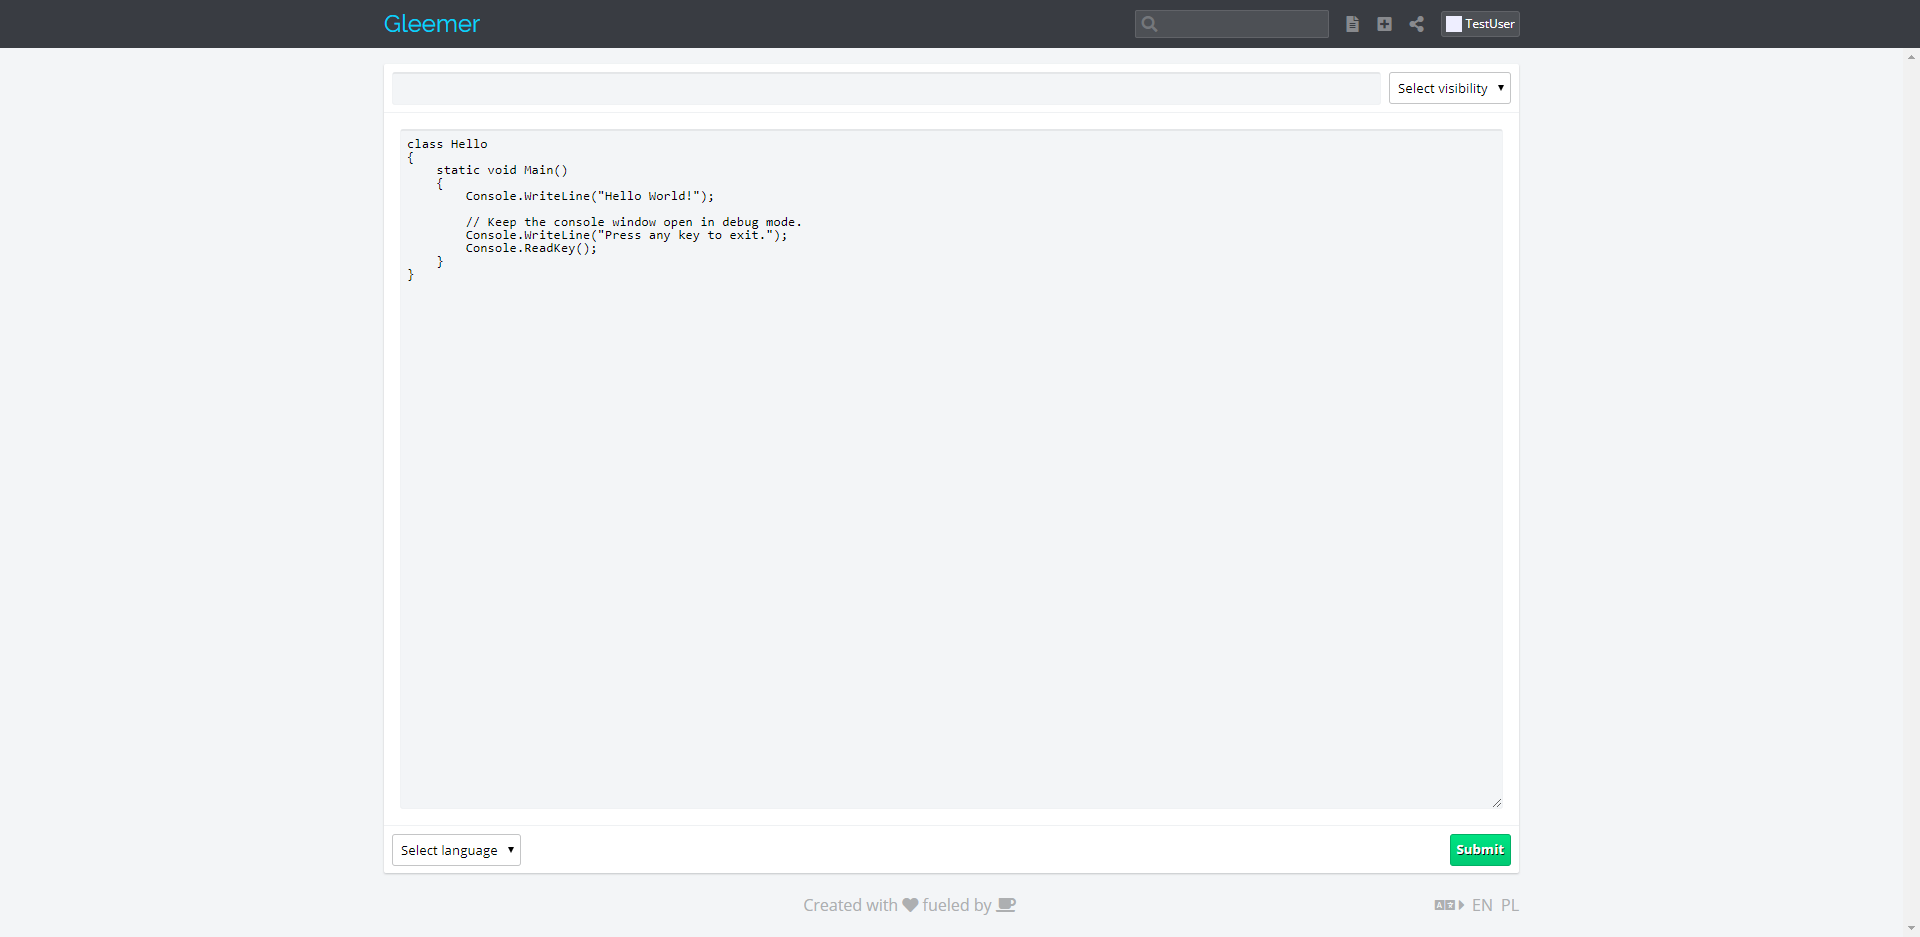 Gleemer
TestUser
Select visibility
class Hello
{
    static void Main()
    {
        Console.WriteLine("Hello World!");

        // Keep the console window open in debug mode.
        Console.WriteLine("Press any key to exit.");
        Console.ReadKey();
    }
}
Select language
Submit
Created with fueled by
EN PL